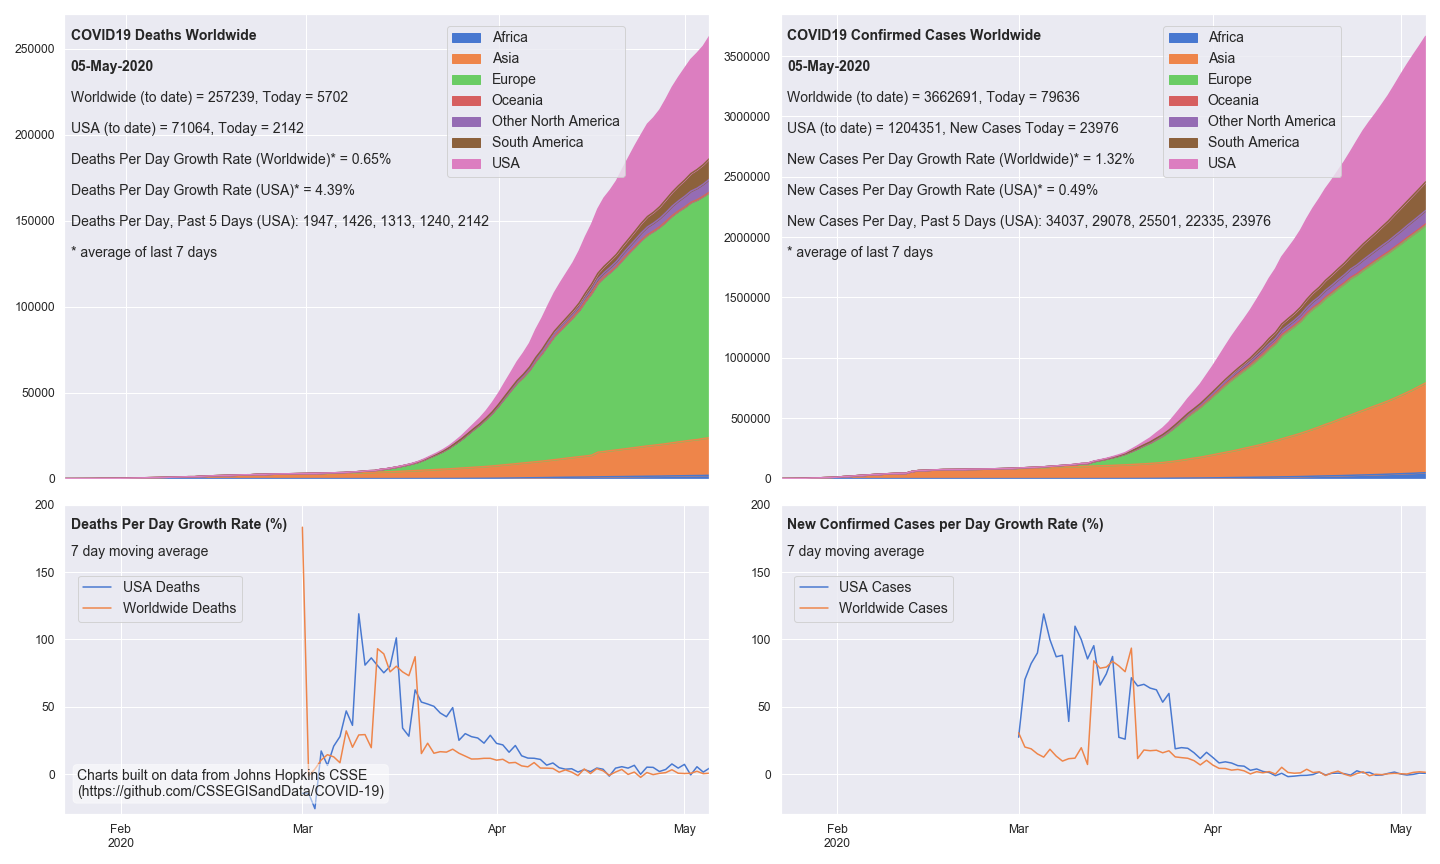 COVID19 Deaths Worldwide
05-May-2020
Worldwide (to date) = 257239, Today = 5702
USA (to date) = 71064, Today = 2142
Deaths Per Day Growth Rate (Worldwide)* = 0.65%
Deaths Per Day Growth Rate (USA)* = 4.39%
Deaths Per Day, Past 5 Days (USA): 1947, 1426, 1313, 1240, 2142
* average of last 7 days
Africa
Asia
Europe
Oceania
Other North America
South America
USA
250000
200000
150000
100000
50000
0
COVID19 Confirmed Cases Worldwide
05-May-2020
Worldwide (to date) = 3662691, Today = 79636
USA (to date) = 1204351, New Cases Today = 23976
New Cases Per Day Growth Rate (Worldwide)* = 1.32%
New Cases Per Day Growth Rate (USA)* = 0.49%
New Cases Per Day, Past 5 Days (USA): 34037, 29078, 25501, 22335, 23976
* average of last 7 days
Africa
Asia
Europe
Oceania
Other North America
South America
USA
3500000
3000000
2500000
2000000
1500000
1000000
500000
0
Deaths Per Day Growth Rate (%)
7 day moving average
USA Deaths
Worldwide Deaths
200
150
100
50
0
Charts built on data from Johns Hopkins CSSE
(https://github.com/CSSEGISandData/COVID-19)
Feb Mar Apr May
2020
New Confirmed Cases per Day Growth Rate (%)
7 day moving average
USA Cases
Worldwide Cases
200
150
100
50
0
Feb Mar Apr May
2020